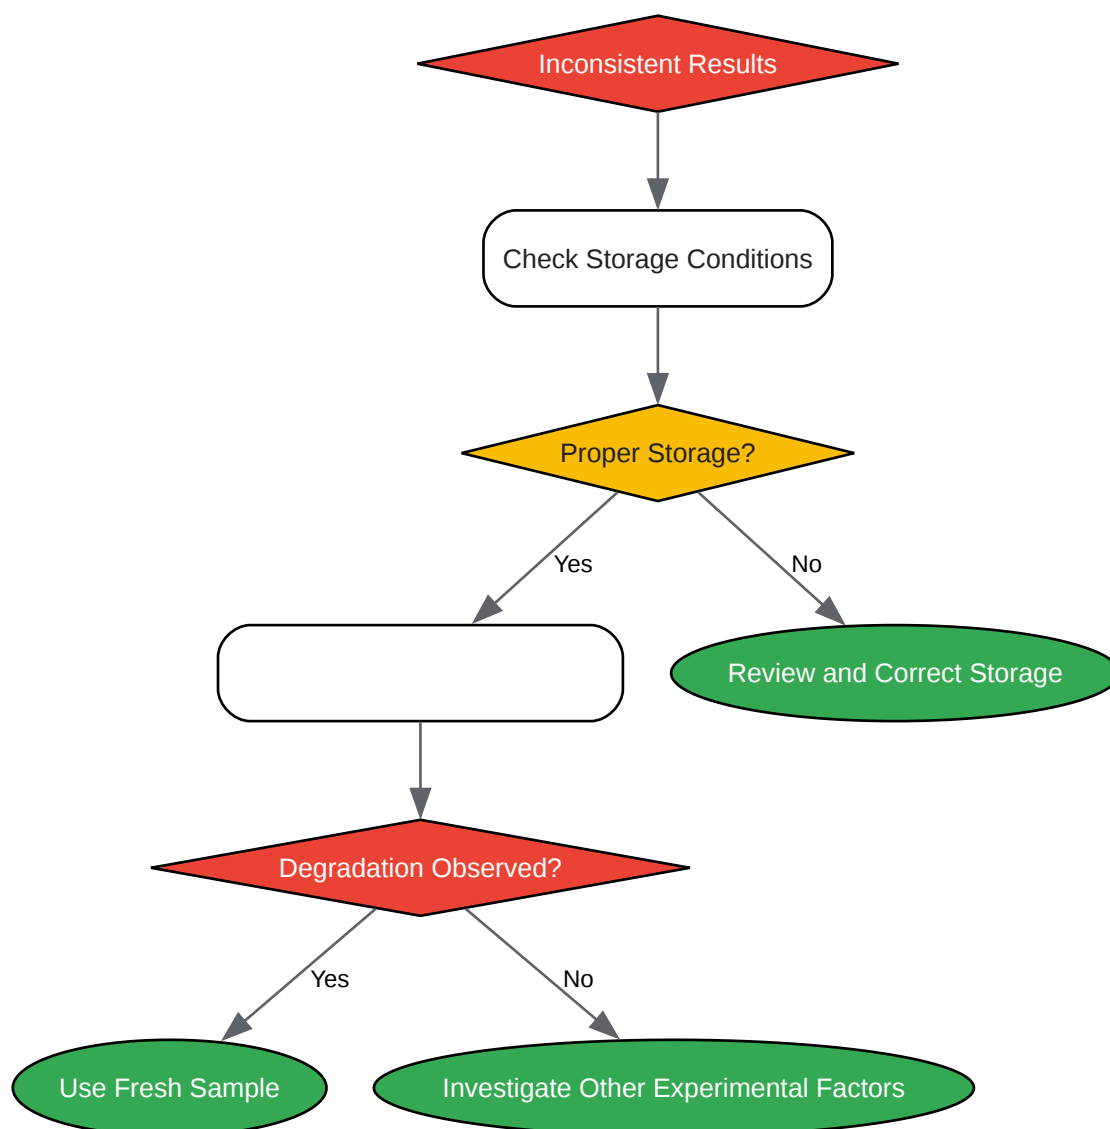 Inconsistent Results
Check Storage Conditions
Proper Storage?
Yes
No
Review and Correct Storage
Degradation Observed?
Yes
No
Use Fresh Sample
Investigate Other Experimental Factors